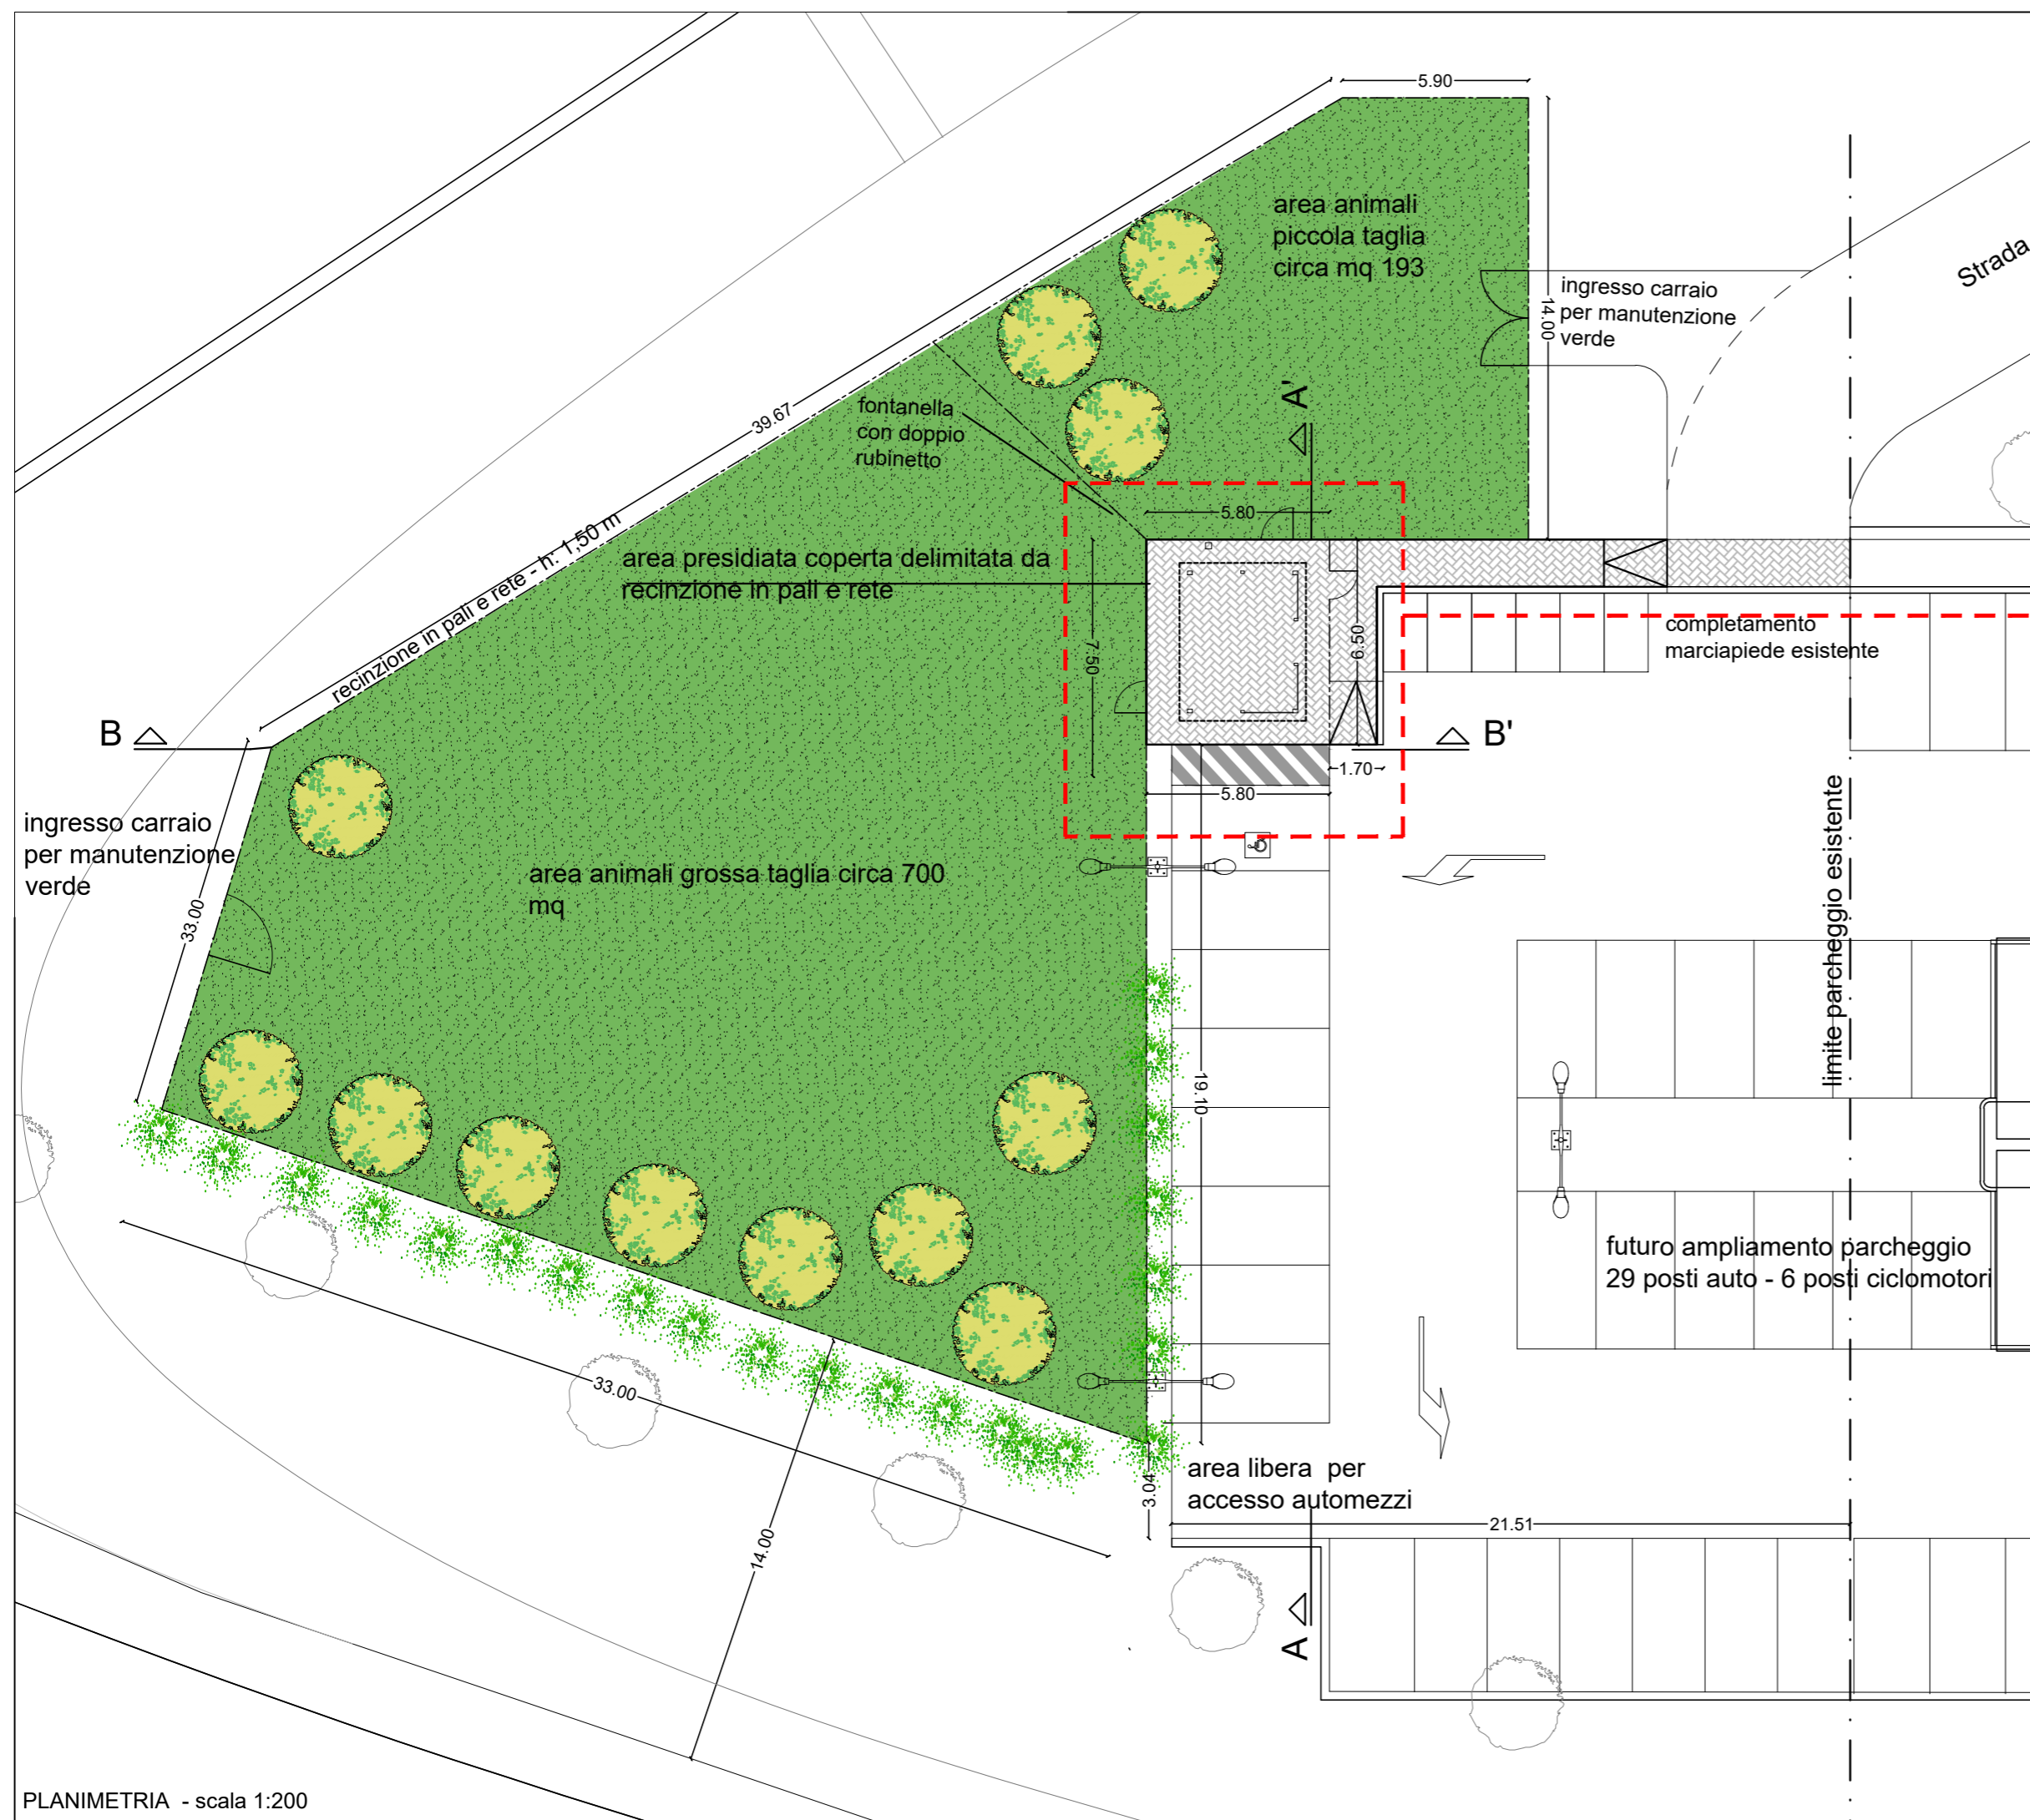 5.90
area animali
piccola taglia
circa mq 193
Strada
ingresso carraio
per manutenzione
verde
14.00
A'
39.67
fontanella
con doppio
rubinetto
5.80
recinzione in pali e rete - h: 1,50 m
area presidiata coperta delimitata da
recinzione in pali e rete
7.50
6.50
completamento
marciapiede esistente
B
B'
1.70
5.80
ingresso carraio
per manutenzione
verde
33.00
area animali grossa taglia circa 700
mq
limite parcheggio esistente
19.10
futuro ampliamento parcheggio
29 posti auto - 6 posti ciclomotori
33.00
area libera per
accesso automezzi
3.04
21.51
14.00
A
PLANIMETRIA - scala 1:200